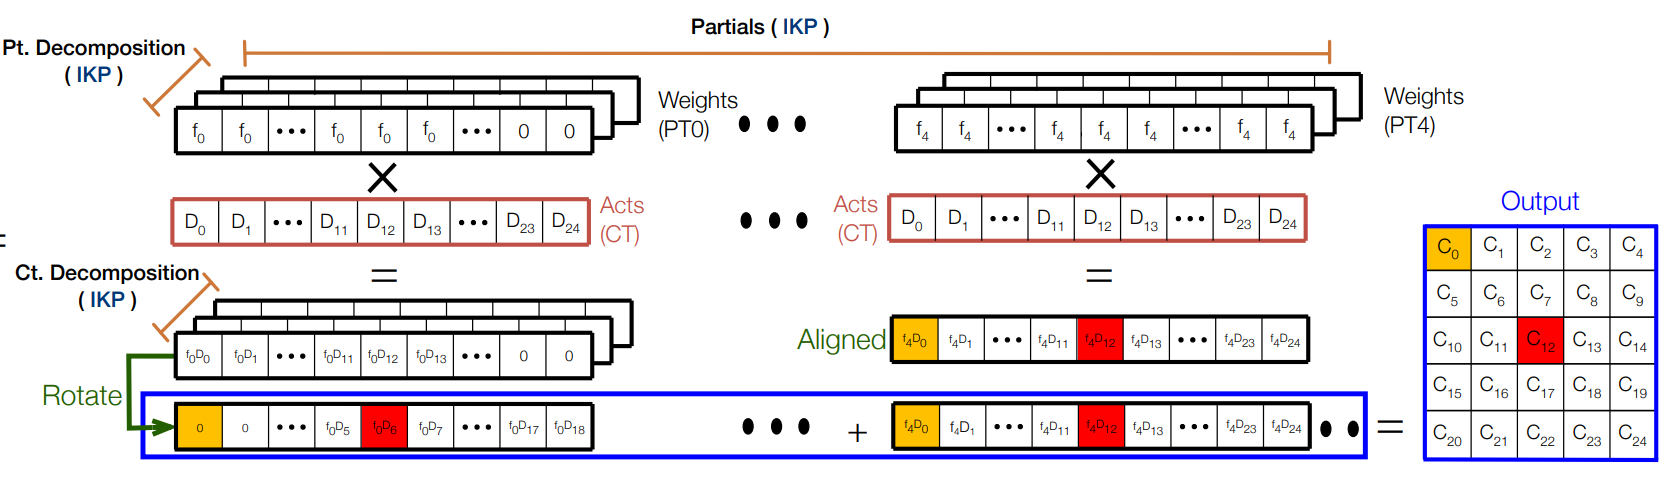 Partials ( IKP )
Pt. Decomposition
( IKP )
Weights
(PT0)
f0 f0 ••• f0 f0 f0 ••• 0 0
• • •
Weights
(PT4)
f4 f4 ••• f4 f4 f4 ••• f4 f4
×
×
D0 D1 ••• D11 D12 D13 ••• D23 D24
Acts
(CT)
• • •
Acts
(CT)
D0 D1 ••• D11 D12 D13 ••• D23 D24
=
Ct. Decomposition
( IKP )
=
=
f0D0 f0D1 ••• f0D11 f0D12 f0D13 ••• 0 0
Aligned
f4D0 f4D1 ••• f4D11 f4D12 f4D13 ••• f4D23 f4D24
Rotate
0 0 ••• f0D5 f0D6 f0D7 ••• f0D17 f0D18
• • • +
f4D0 f4D1 ••• f4D11 f4D12 f4D13 ••• f4D23 f4D24
• • =
Output
C0 C1 C2 C3 C4
C5 C6 C7 C8 C9
C10 C11 C12 C13 C14
C15 C16 C17 C18 C19
C20 C21 C22 C23 C24